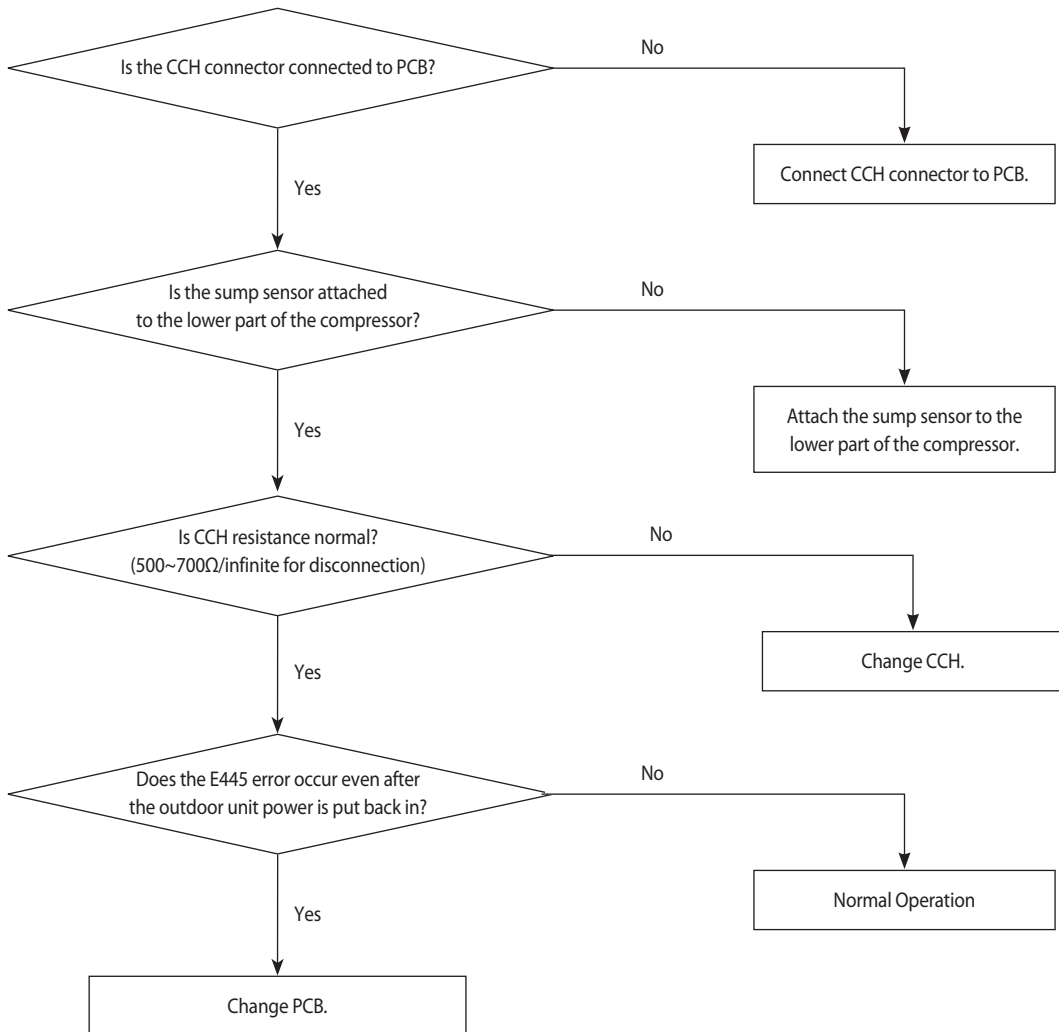 Is the CCH connector connected to PCB?
No
Connect CCH connector to PCB.
Yes
Is the sump sensor attached
to the lower part of the compressor?
No
Attach the sump sensor to the
lower part of the compressor.
Yes
Is CCH resistance normal?
(500~700Ω/infinite for disconnection)
No
Change CCH.
Yes
Does the E445 error occur even after
the outdoor unit power is put back in?
No
Normal Operation
Yes
Change PCB.